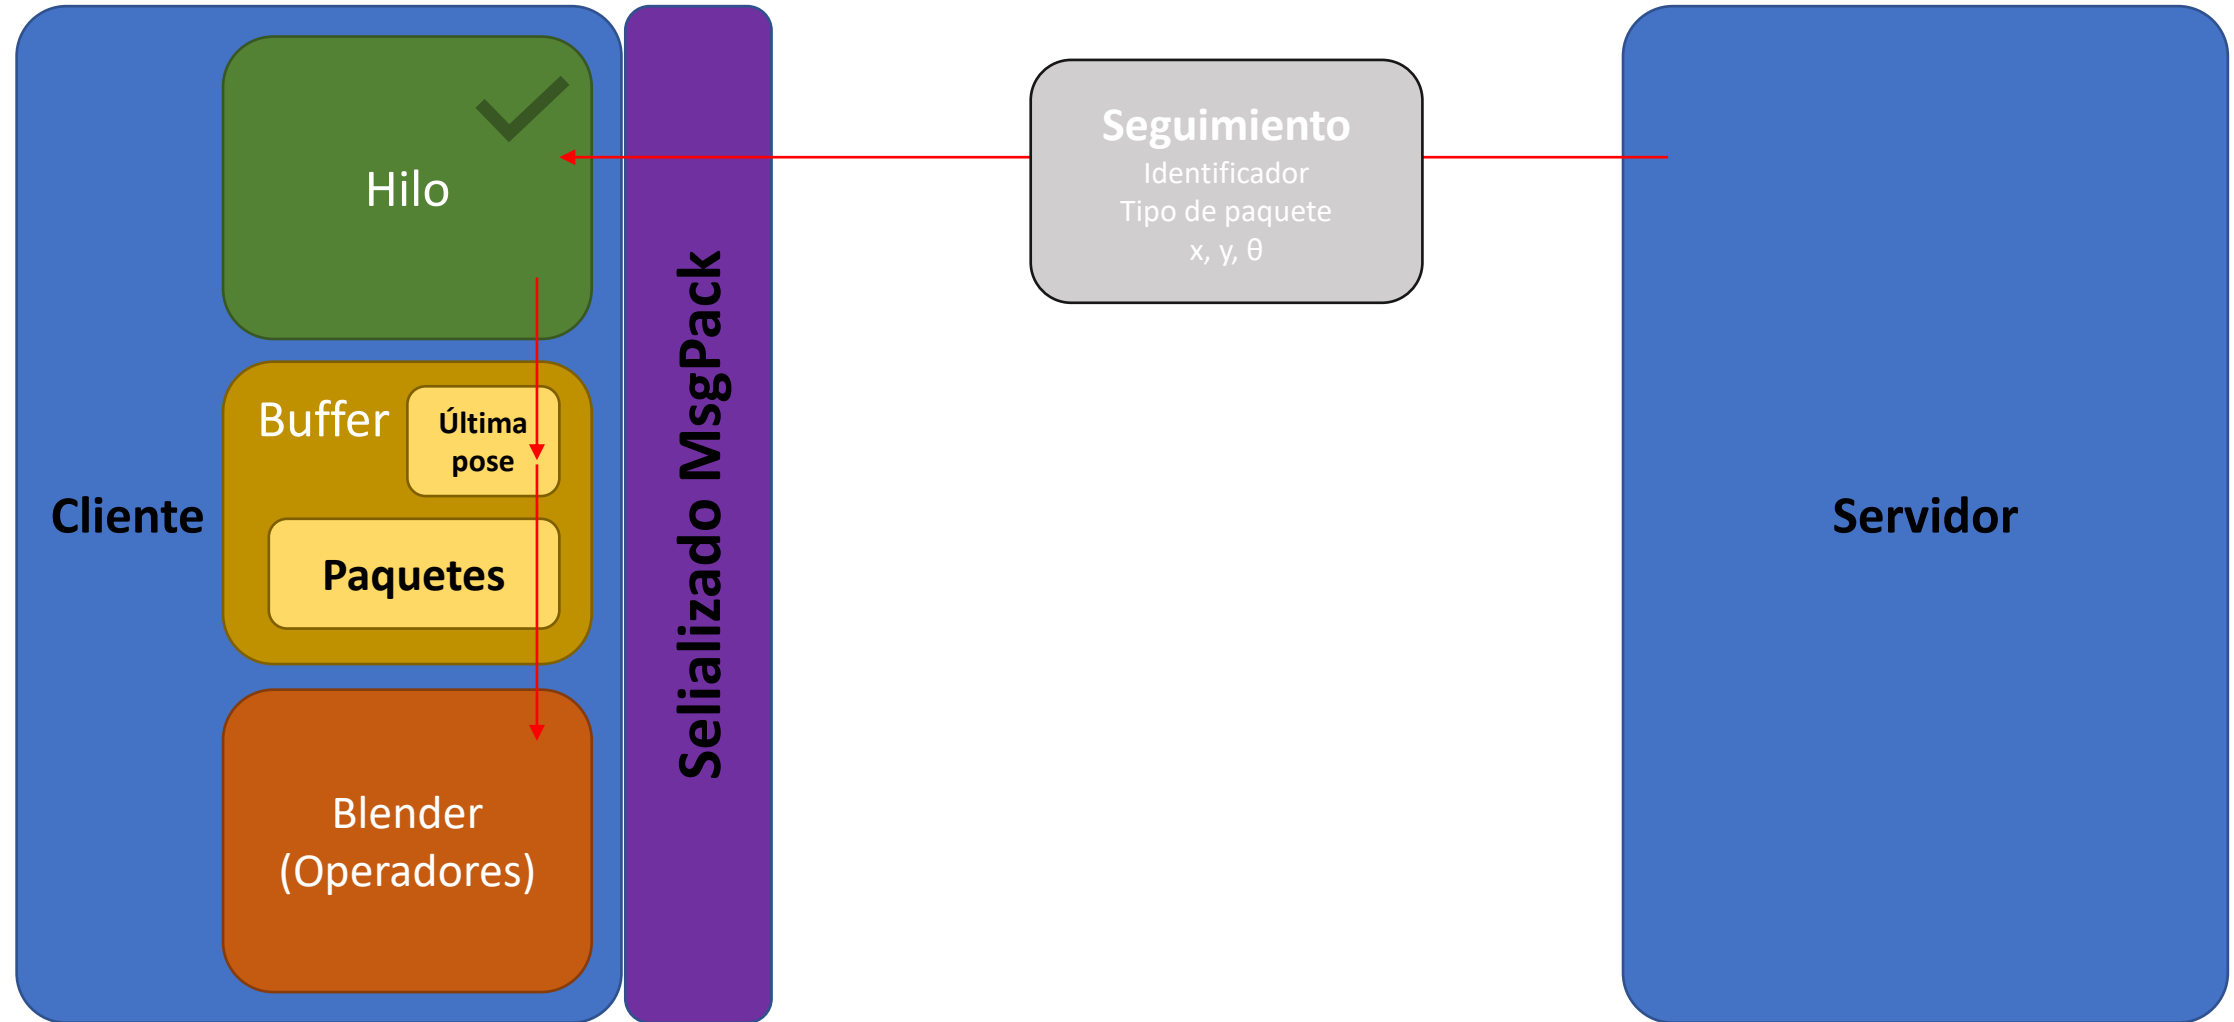 Hilo
Seguimiento
Identificador
Tipo de paquete
x, y, θ
Buffer
Última
pose
Cliente
Paquetes
Blender
(Operadores)
Selializado MsgPack
Servidor